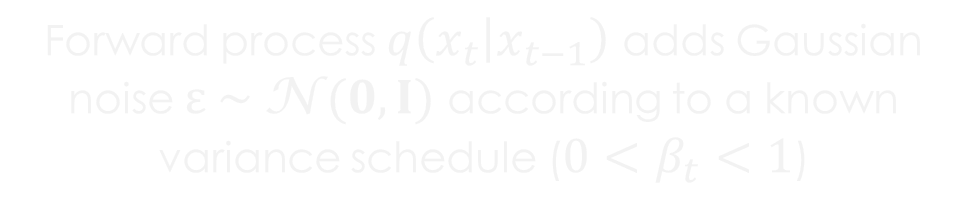 Forward process q(x_t|x_{t−1}) adds Gaussian
noise ε ~ 𝒩(𝟎, 𝐈) according to a known
variance schedule (0 < β_t < 1)